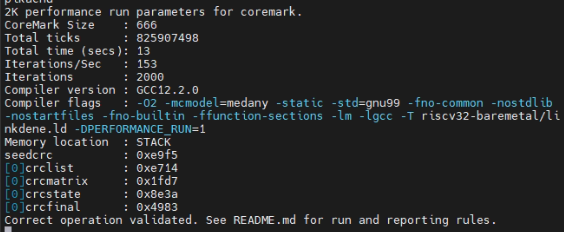 2K performance run parameters for coremark.
CoreMark Size    : 666
Total ticks      : 825907498
Total time (secs): 13
Iterations/Sec   : 153
Iterations       : 2000
Compiler version : GCC12.2.0
Compiler flags   : -O2 -mcmodel=medany -static -std=gnu99 -fno-common -nostdlib
-nostartfiles -fno-builtin -ffunction-sections -lm -lgcc -T riscv32-baremetal/li
nkdene.ld -DPERFORMANCE_RUN=1
Memory location  : STACK
seedcrc          : 0xe9f5
[0]crclist       : 0xe714
[0]crcmatrix     : 0x1fd7
[0]crcstate      : 0x8e3a
[0]crcfinal      : 0x4983
Correct operation validated. See README.md for run and reporting rules.